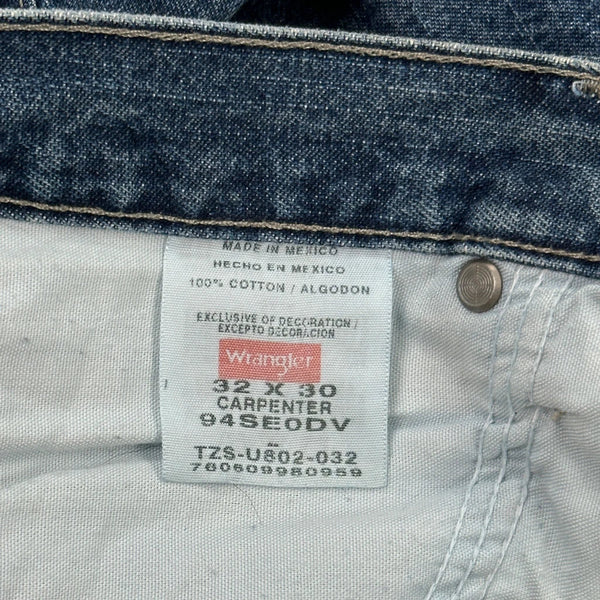 MADE IN MEXICO
HECHO EN MEXICO
100% COTTON / ALGODON
EXCLUSIVE OF DECORATION /
EXCEPTO DECORACION
Wrangler
32 X 30
CARPENTER
94SE0DV
TZS-U802-032
760609980959